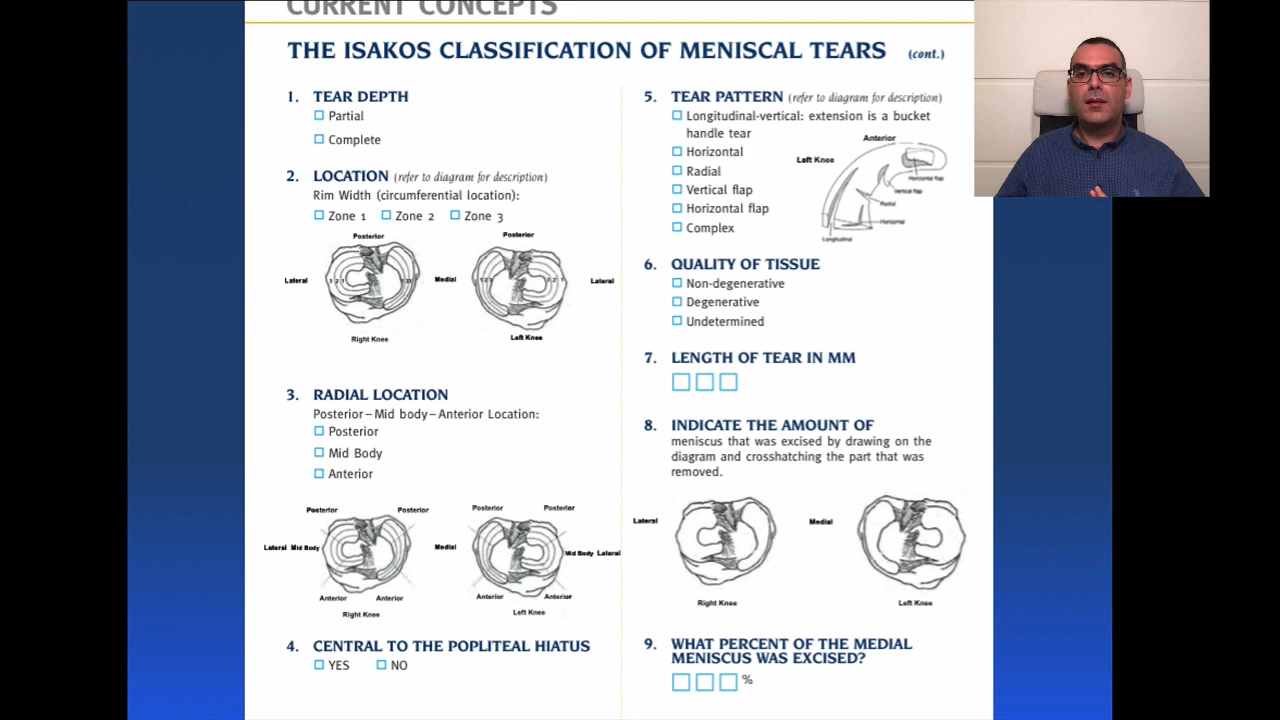 CURRENT CONCEPTS
THE ISAKOS CLASSIFICATION OF MENISCAL TEARS (cont.)
1. TEAR DEPTH
Partial
Complete
2. LOCATION (refer to diagram for description)
Rim Width (circumferential location):
Zone 1 Zone 2 Zone 3
Posterior Posterior
Lateral Medial Lateral
3 2 1
Right Knee Left Knee
3. RADIAL LOCATION
Posterior – Mid body – Anterior Location:
Posterior
Mid Body
Anterior
Posterior Posterior Posterior Posterior
Lateral Mid Body Medial Mid Body Lateral
Anterior Anterior Anterior Anterior
Right Knee Left Knee
4. CENTRAL TO THE POPLITEAL HIATUS
YES NO
5. TEAR PATTERN (refer to diagram for description)
Longitudinal-vertical: extension is a bucket
handle tear
Horizontal
Radial
Vertical flap
Horizontal flap
Complex
Anterior
Left Knee
Horizontal flap
Vertical flap
Radial
Horizontal
Longitudinal
6. QUALITY OF TISSUE
Non-degenerative
Degenerative
Undetermined
7. LENGTH OF TEAR IN MM
8. INDICATE THE AMOUNT OF
meniscus that was excised by drawing on the
diagram and crosshatching the part that was
removed.
Lateral Medial
Right Knee Left Knee
9. WHAT PERCENT OF THE MEDIAL
MENISCUS WAS EXCISED?
%